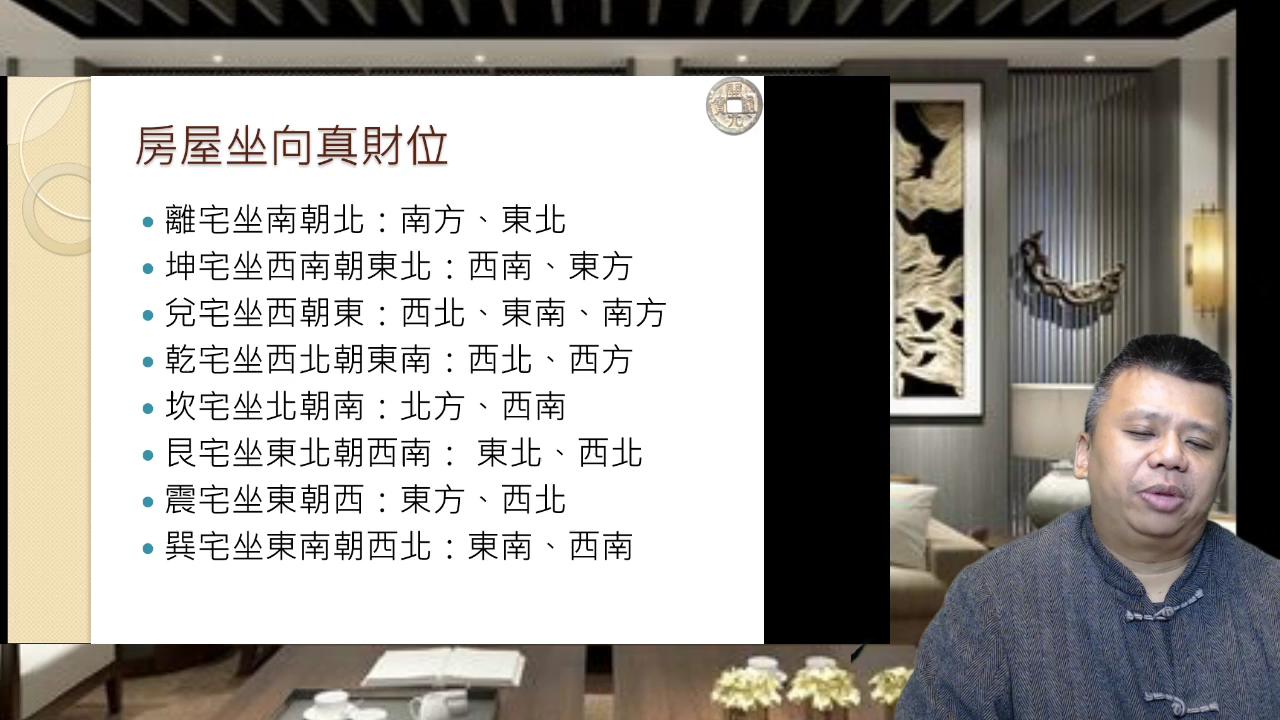 房屋坐向真財位
離宅坐南朝北：南方、東北
坤宅坐西南朝東北：西南、東方
兌宅坐西朝東：西北、東南、南方
乾宅坐西北朝東南：西北、西方
坎宅坐北朝南：北方、西南
艮宅坐東北朝西南： 東北、西北
震宅坐東朝西：東方、西北
巽宅坐東南朝西北：東南、西南